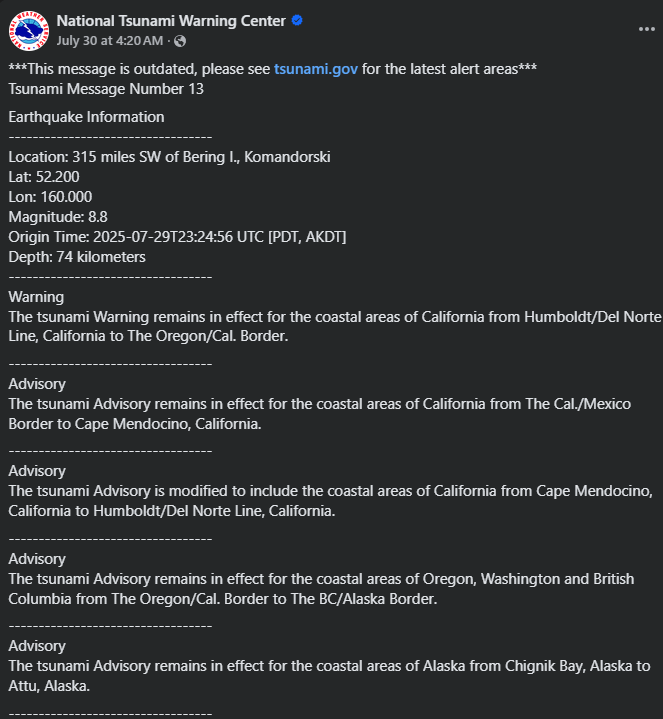 National Tsunami Warning Center
July 30 at 4:20 AM ·
***This message is outdated, please see tsunami.gov for the latest alert areas***
Tsunami Message Number 13
Earthquake Information
----------------------------------
Location: 315 miles SW of Bering I., Komandorski
Lat: 52.200
Lon: 160.000
Magnitude: 8.8
Origin Time: 2025-07-29T23:24:56 UTC [PDT, AKDT]
Depth: 74 kilometers
----------------------------------
Warning
The tsunami Warning remains in effect for the coastal areas of California from Humboldt/Del Norte
Line, California to The Oregon/Cal. Border.
----------------------------------
Advisory
The tsunami Advisory remains in effect for the coastal areas of California from The Cal./Mexico
Border to Cape Mendocino, California.
----------------------------------
Advisory
The tsunami Advisory is modified to include the coastal areas of California from Cape Mendocino,
California to Humboldt/Del Norte Line, California.
----------------------------------
Advisory
The tsunami Advisory remains in effect for the coastal areas of Oregon, Washington and British
Columbia from The Oregon/Cal. Border to The BC/Alaska Border.
----------------------------------
Advisory
The tsunami Advisory remains in effect for the coastal areas of Alaska from Chignik Bay, Alaska to
Attu, Alaska.
----------------------------------